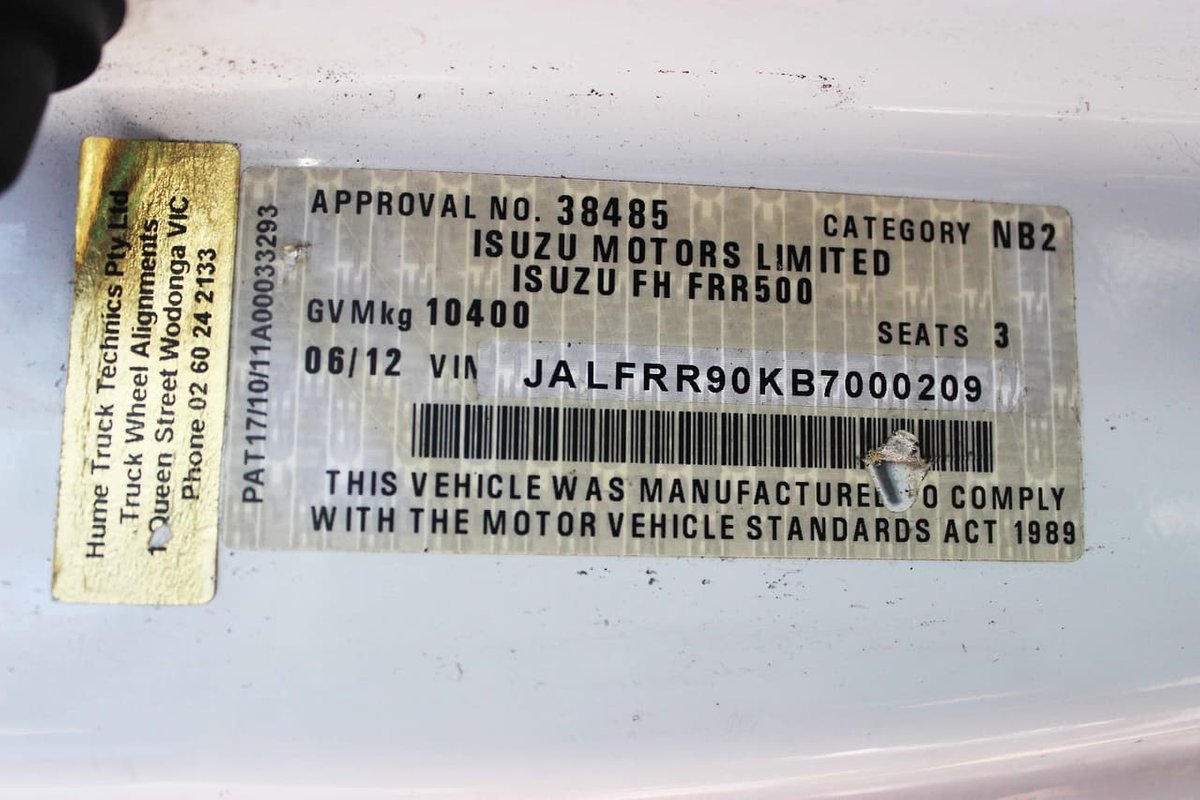 Hume Truck Technics Pty Ltd
Truck Wheel Alignments
1 Queen Street Wodonga VIC
Phone 02 60 24 2133
PAT17/10/11A00033293
APPROVAL NO. 38485 CATEGORY NB2
ISUZU MOTORS LIMITED
ISUZU FH FRR500
GVMkg 10400 SEATS 3
06/12 VIN JALFRR90KB7000209
THIS VEHICLE WAS MANUFACTURED TO COMPLY
WITH THE MOTOR VEHICLE STANDARDS ACT 1989